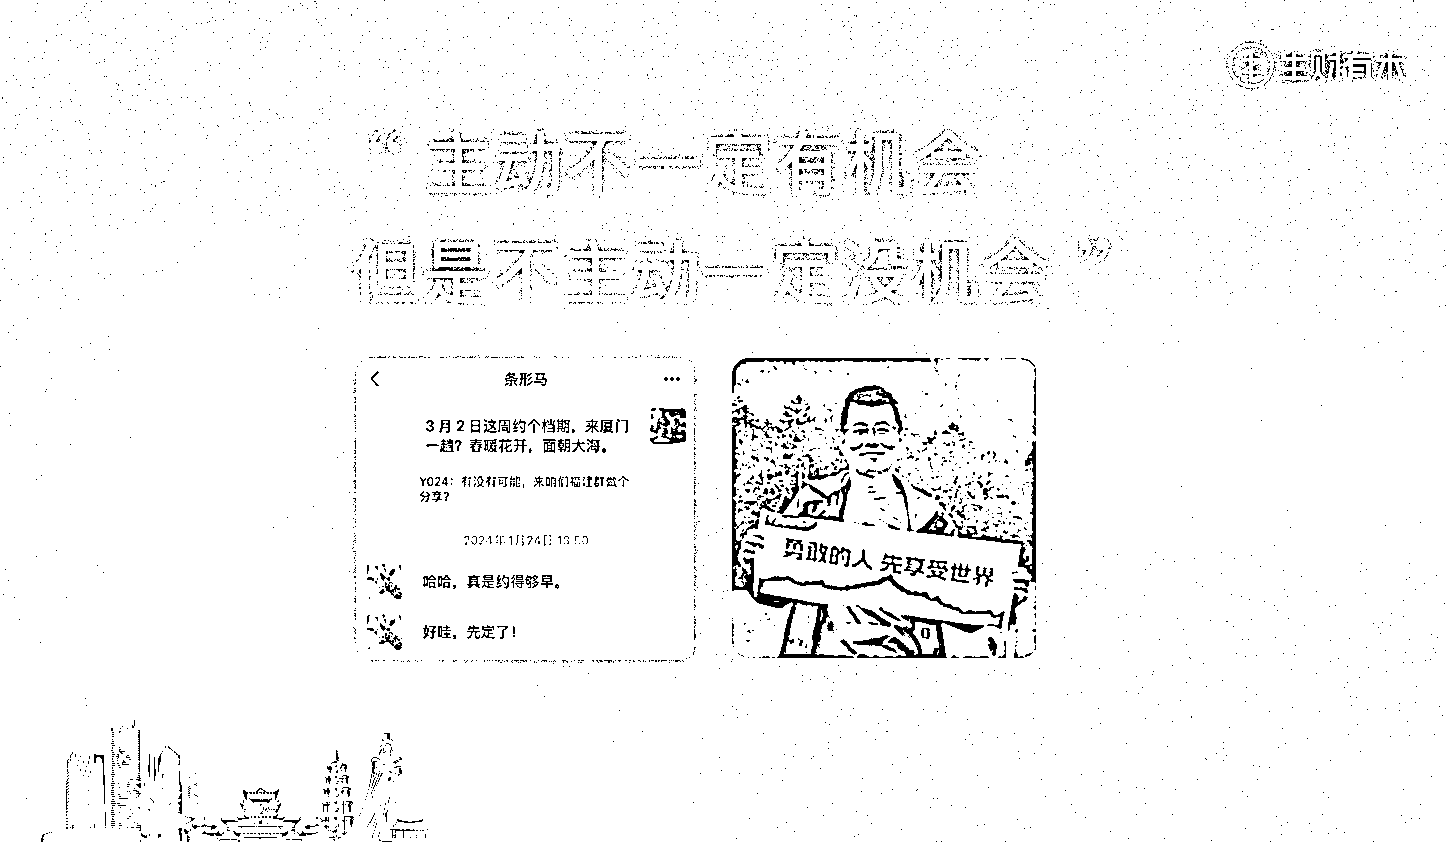 生财有术
“ 主动不一定有机会
但是不主动一定没机会 ”
条形马
3 月 2 日这周约个档期，来厦门
一趟？春暖花开，面朝大海。
Y024：有没有可能，来咱们福建群做个
分享？
2024年1月24日 16:50
哈哈，真是约得够早。
好哇，先定了！
勇敢的人 先享受世界